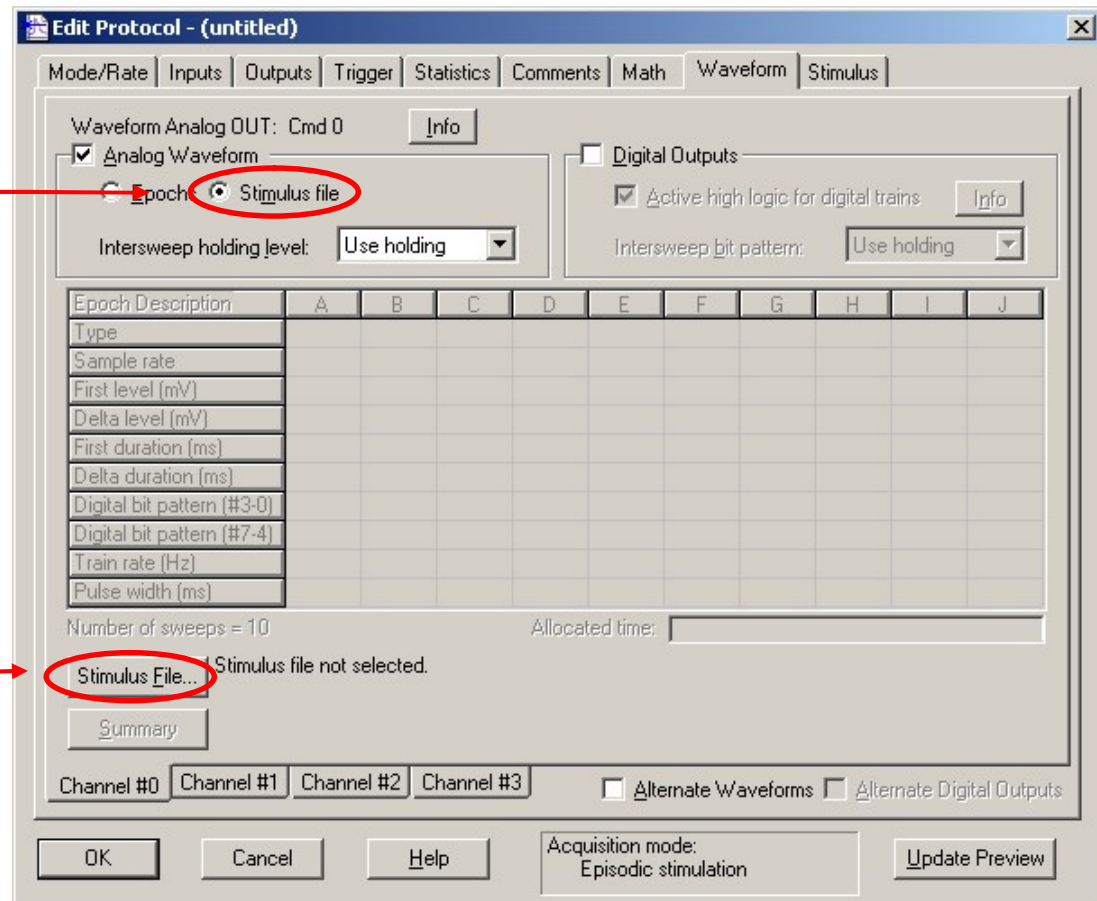 Edit Protocol - (untitled)
Mode/Rate Inputs Outputs Trigger Statistics Comments Math Waveform Stimulus
Waveform Analog OUT: Cmd 0 Info
Analog Waveform
Epochs Stimulus file
Intersweep holding level: Use holding
Digital Outputs
Active high logic for digital trains Info
Intersweep bit pattern: Use holding
Epoch Description A B C D E F G H I J
Type
Sample rate
First level (mV)
Delta level (mV)
First duration (ms)
Delta duration (ms)
Digital bit pattern (#3-0)
Digital bit pattern (#7-4)
Train rate (Hz)
Pulse width (ms)
Number of sweeps = 10 Allocated time:
Stimulus File... Stimulus file not selected.
Summary
Channel #0 Channel #1 Channel #2 Channel #3 Alternate Waveforms Alternate Digital Outputs
OK Cancel Help
Acquisition mode:
Episodic stimulation
Update Preview